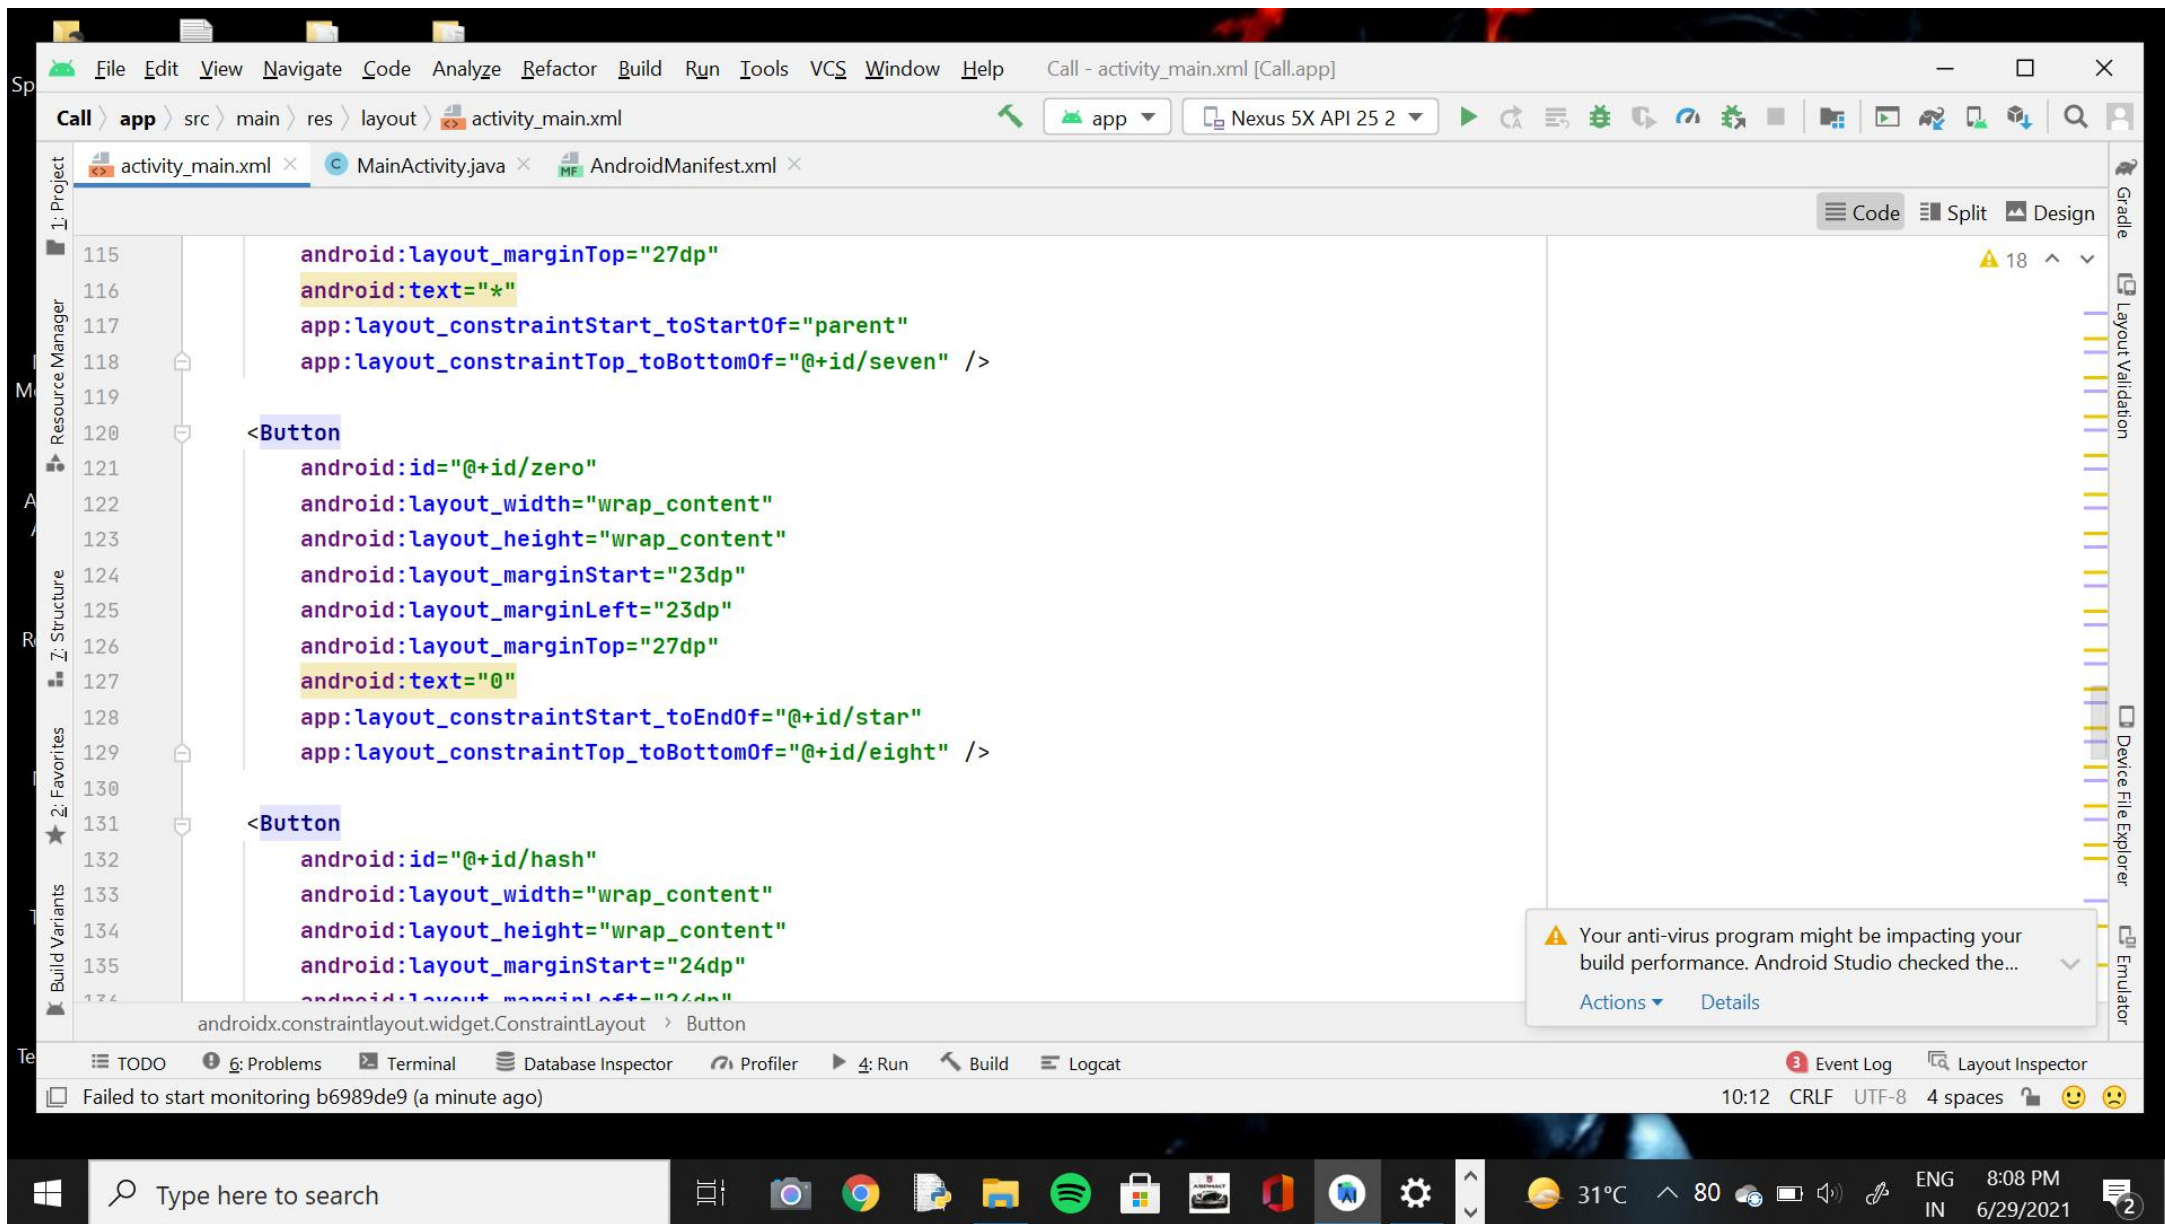 Sp
File Edit View Navigate Code Analyze Refactor Build Run Tools VCS Window Help Call - activity_main.xml [Call.app]
Call app src main res layout activity_main.xml app Nexus 5X API 25 2
activity_main.xml MainActivity.java AndroidManifest.xml
Code Split Design
1: Project
Resource Manager
7: Structure
2: Favorites
Build Variants
115 android:layout_marginTop="27dp"
18
116 android:text="*"
117 app:layout_constraintStart_toStartOf="parent"
118 app:layout_constraintTop_toBottomOf="@+id/seven" />
119
120 <Button
121 android:id="@+id/zero"
122 android:layout_width="wrap_content"
123 android:layout_height="wrap_content"
124 android:layout_marginStart="23dp"
125 android:layout_marginLeft="23dp"
126 android:layout_marginTop="27dp"
127 android:text="0"
128 app:layout_constraintStart_toEndOf="@+id/star"
129 app:layout_constraintTop_toBottomOf="@+id/eight" />
130
131 <Button
132 android:id="@+id/hash"
133 android:layout_width="wrap_content"
134 android:layout_height="wrap_content"
135 android:layout_marginStart="24dp"
136 android:layout_marginLeft="24dp"
Gradle
Layout Validation
Device File Explorer
Emulator
Your anti-virus program might be impacting your
build performance. Android Studio checked the...
Actions Details
androidx.constraintlayout.widget.ConstraintLayout > Button
Te
TODO 6: Problems Terminal Database Inspector Profiler 4: Run Build Logcat 3 Event Log Layout Inspector
Failed to start monitoring b6989de9 (a minute ago) 10:12 CRLF UTF-8 4 spaces
Type here to search 31°C 80 ENG 8:08 PM
IN 6/29/2021 2